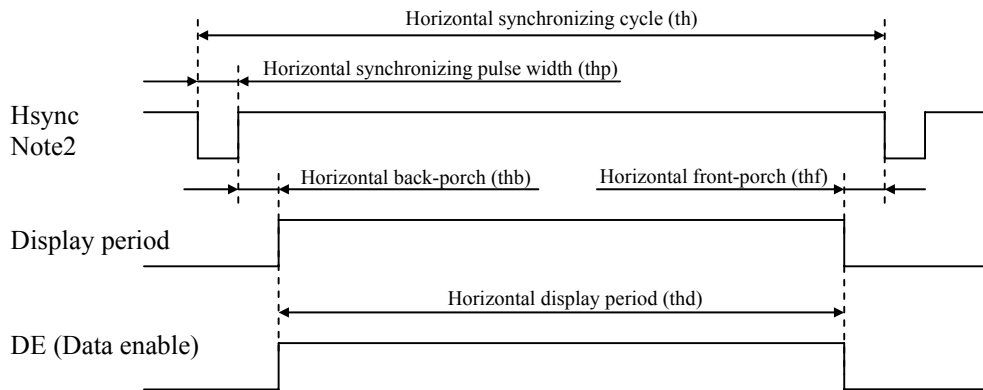 Horizontal synchronizing cycle (th)
Horizontal synchronizing pulse width (thp)
Hsync
Note2
Horizontal back-porch (thb)
Horizontal front-porch (thf)
Display period
Horizontal display period (thd)
DE (Data enable)